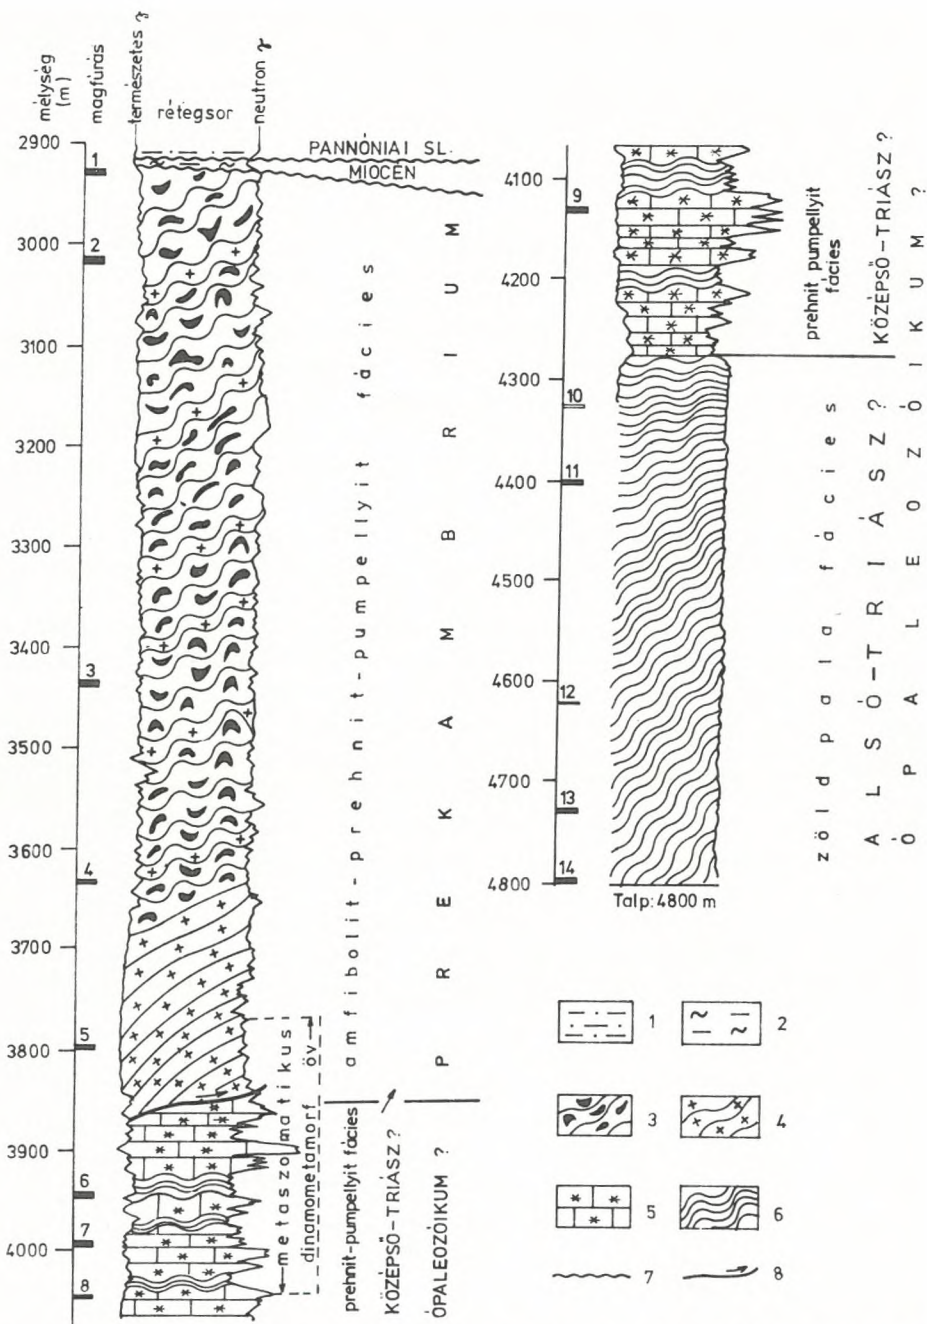 mélység
(m)
magfúrás
természetes γ
rétegsor
neutron γ
2900
3000
3100
3200
3300
3400
3500
3600
3700
3800
3900
4000
1
2
3
4
5
6
7
8
PANNÓNIAI SL.
MIOCÉN
amfibolit-prehnit-pumpellyit fácies
PREKAMBRIUM
metaszomatikus
dinamometamorf öv
prehnit-pumpellyit fácies
KÖZÉPSŐ-TRIÁSZ?
ÓPALEOZÓIKUM ?
4100
4200
4300
4400
4500
4600
4700
4800
9
10
11
12
13
14
Talp: 4800 m
prehnit pumpellyit
fácies
KÖZÉPSŐ-TRIÁSZ?
zöldpala fácies
ALSÓ-TRIÁSZ?
ÓPALEOZÓIKUM?
1
2
3
4
5
6
7
8